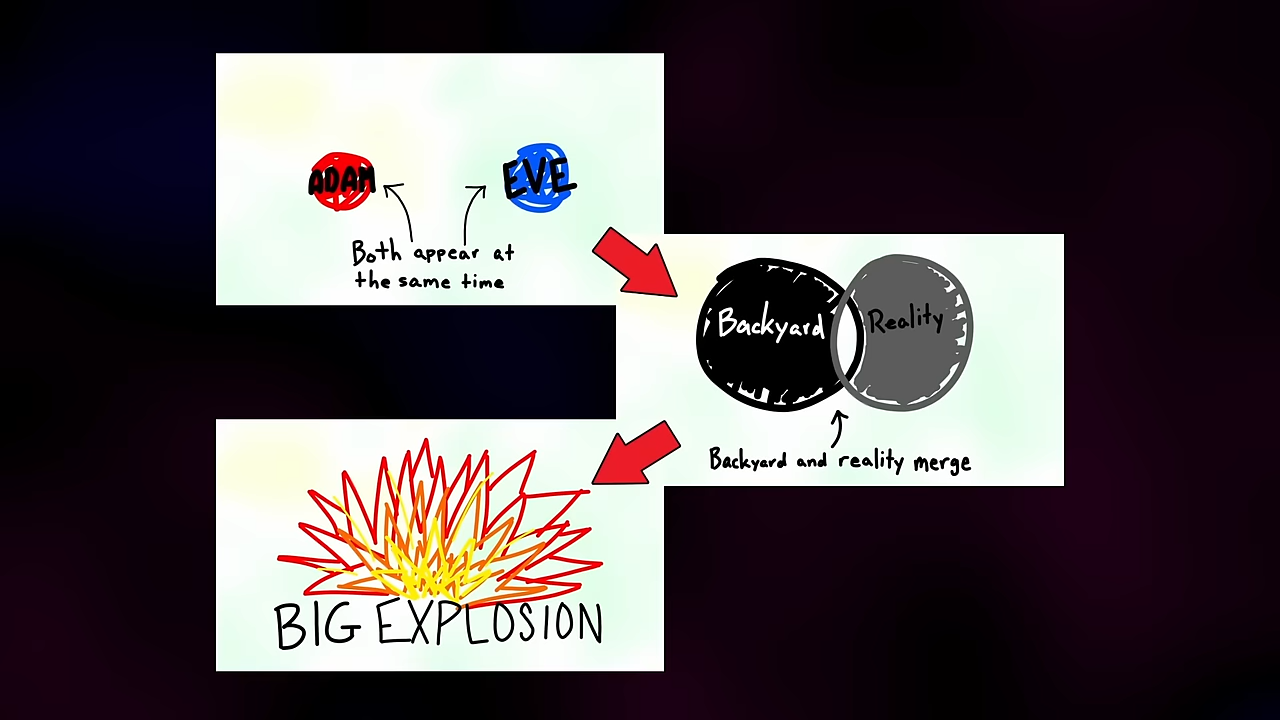 ADAM
EVE
Both appear at
the same time
Backyard
Reality
Backyard and reality merge
BIG EXPLOSION